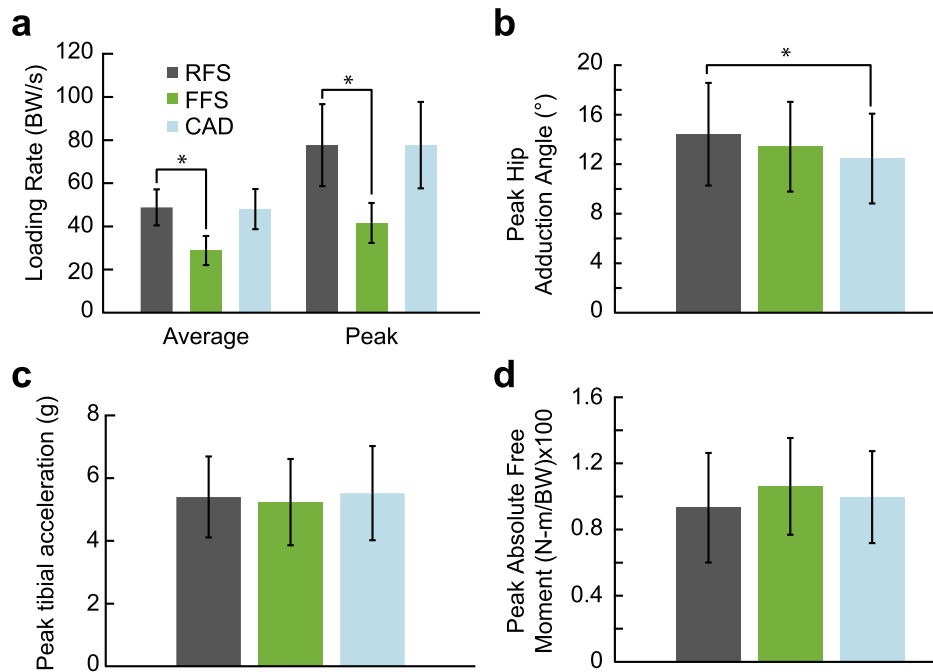 a
Loading Rate (BW/s)
120
100
80
60
40
20
0
RFS
FFS
CAD
*
*
Average
Peak
b
Peak Hip
Adduction Angle (°)
20
16
12
8
4
0
*
c
Peak tibial acceleration (g)
8
6
4
2
0
d
Peak Absolute Free
Moment (N-m/BW)x100
1.6
1.2
0.8
0.4
0